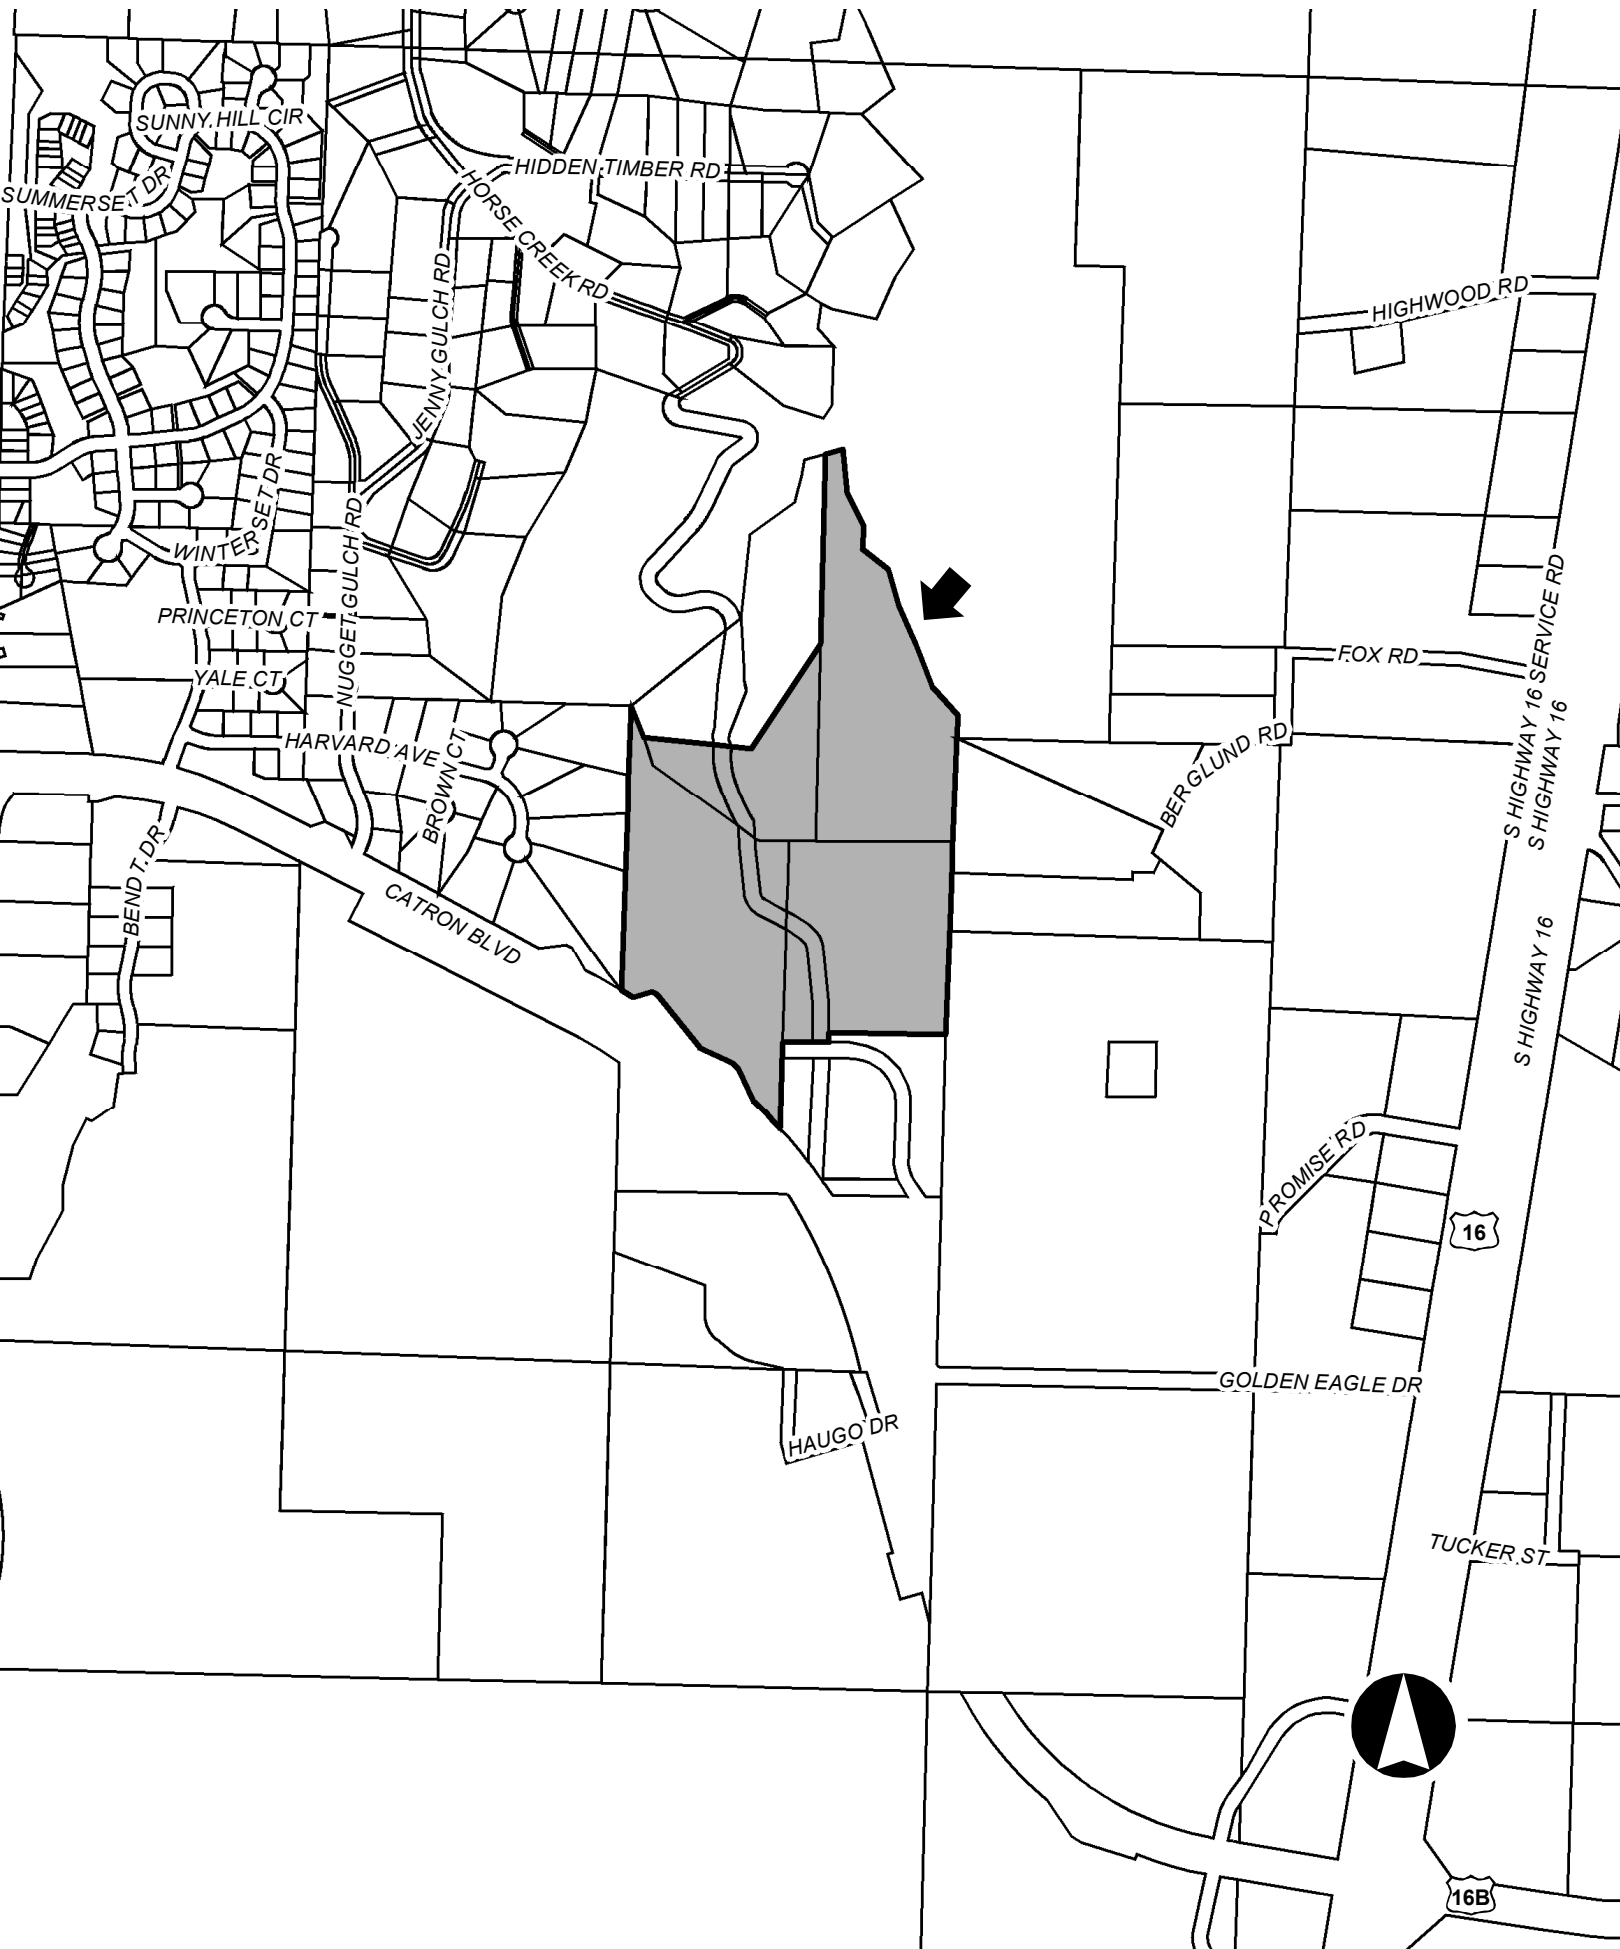 SUNNY HILL CIR
HIDDEN TIMBER RD
SUMMERSET DR
HORSE CREEK RD
JENNY GULCH RD
HIGHWOOD RD
WINTERSET DR
NUGGET GULCH RD
PRINCETON CT
YALE CT
HARVARD AVE
BROWN CT
FOX RD
S HIGHWAY 16 SERVICE RD
S HIGHWAY 16
BERGLUND RD
BENDT DR
CATRON BLVD
S HIGHWAY 16
PROMISE RD
16
GOLDEN EAGLE DR
HAUGO DR
TUCKER ST
16B